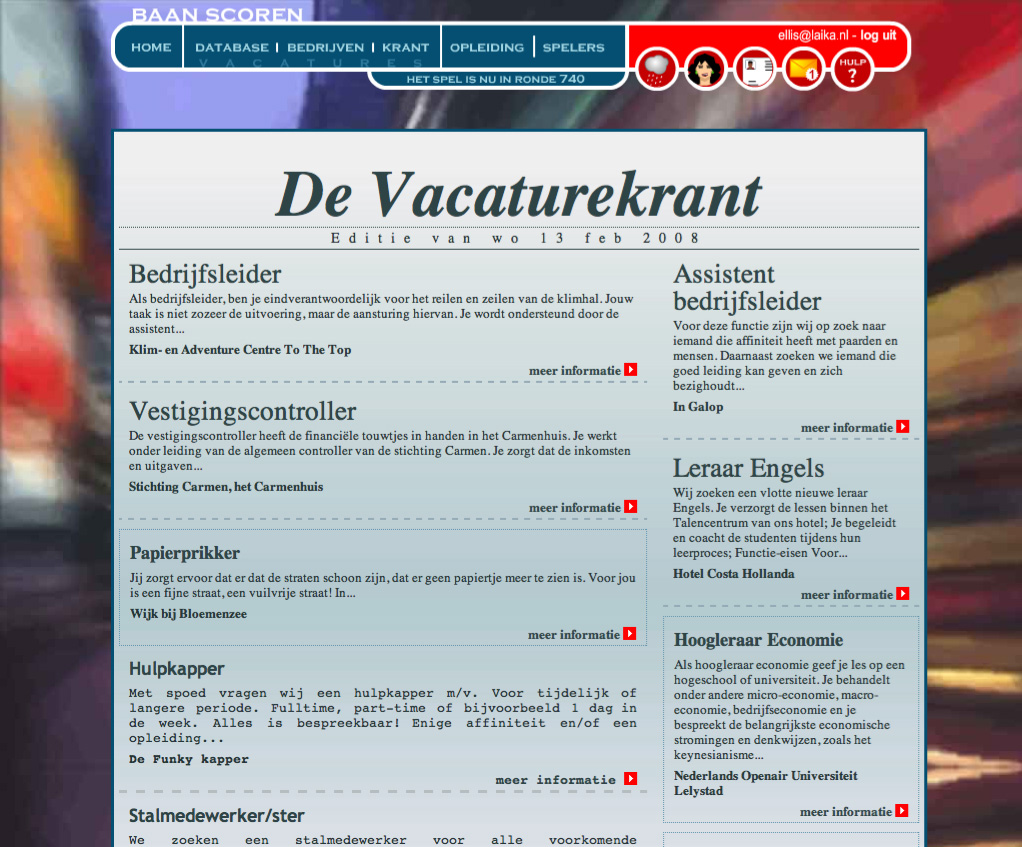 BAAN SCOREN
HOME
DATABASE
BEDRIJVEN
KRANT
OPLEIDING
SPELERS
VACATURES
HET SPEL IS NU IN RONDE 740
ellis@laika.nl - log uit
1
HULP
?
De Vacaturekrant
Editie van wo 13 feb 2008
Bedrijfsleider
Als bedrijfsleider, ben je eindverantwoordelijk voor het reilen en zeilen van de klimhal. Jouw
taak is niet zozeer de uitvoering, maar de aansturing hiervan. Je wordt ondersteund door de
assistent...
Klim- en Adventure Centre To The Top
meer informatie
Vestigingscontroller
De vestigingscontroller heeft de financiële touwtjes in handen in het Carmenhuis. Je werkt
onder leiding van de algemeen controller van de stichting Carmen. Je zorgt dat de inkomsten
en uitgaven...
Stichting Carmen, het Carmenhuis
meer informatie
Papierprikker
Jij zorgt ervoor dat er dat de straten schoon zijn, dat er geen papiertje meer te zien is. Voor jou
is een fijne straat, een vuilvrije straat! In...
Wijk bij Bloemenzee
meer informatie
Hulpkapper
Met spoed vragen wij een hulpkapper m/v. Voor tijdelijk of
langere periode. Fulltime, part-time of bijvoorbeeld 1 dag in
de week. Alles is bespreekbaar! Enige affiniteit en/of een
opleiding...
De Funky kapper
meer informatie
Stalmedewerker/ster
We zoeken een stalmedewerker voor alle voorkomende
Assistent
bedrijfsleider
Voor deze functie zijn wij op zoek naar
iemand die affiniteit heeft met paarden en
mensen. Daarnaast zoeken we iemand die
goed leiding kan geven en zich
bezighoudt...
In Galop
meer informatie
Leraar Engels
Wij zoeken een vlotte nieuwe leraar
Engels. Je verzorgt de lessen binnen het
Talencentrum van ons hotel; Je begeleidt
en coacht de studenten tijdens hun
leerproces; Functie-eisen Voor...
Hotel Costa Hollanda
meer informatie
Hoogleraar Economie
Als hoogleraar economie geef je les op een
hogeschool of universiteit. Je behandelt
onder andere micro-economie, macro-
economie, bedrijfseconomie en je
bespreekt de belangrijkste economische
stromingen en denkwijzen, zoals het
keynesianisme...
Nederlands Openair Universiteit
Lelystad
meer informatie